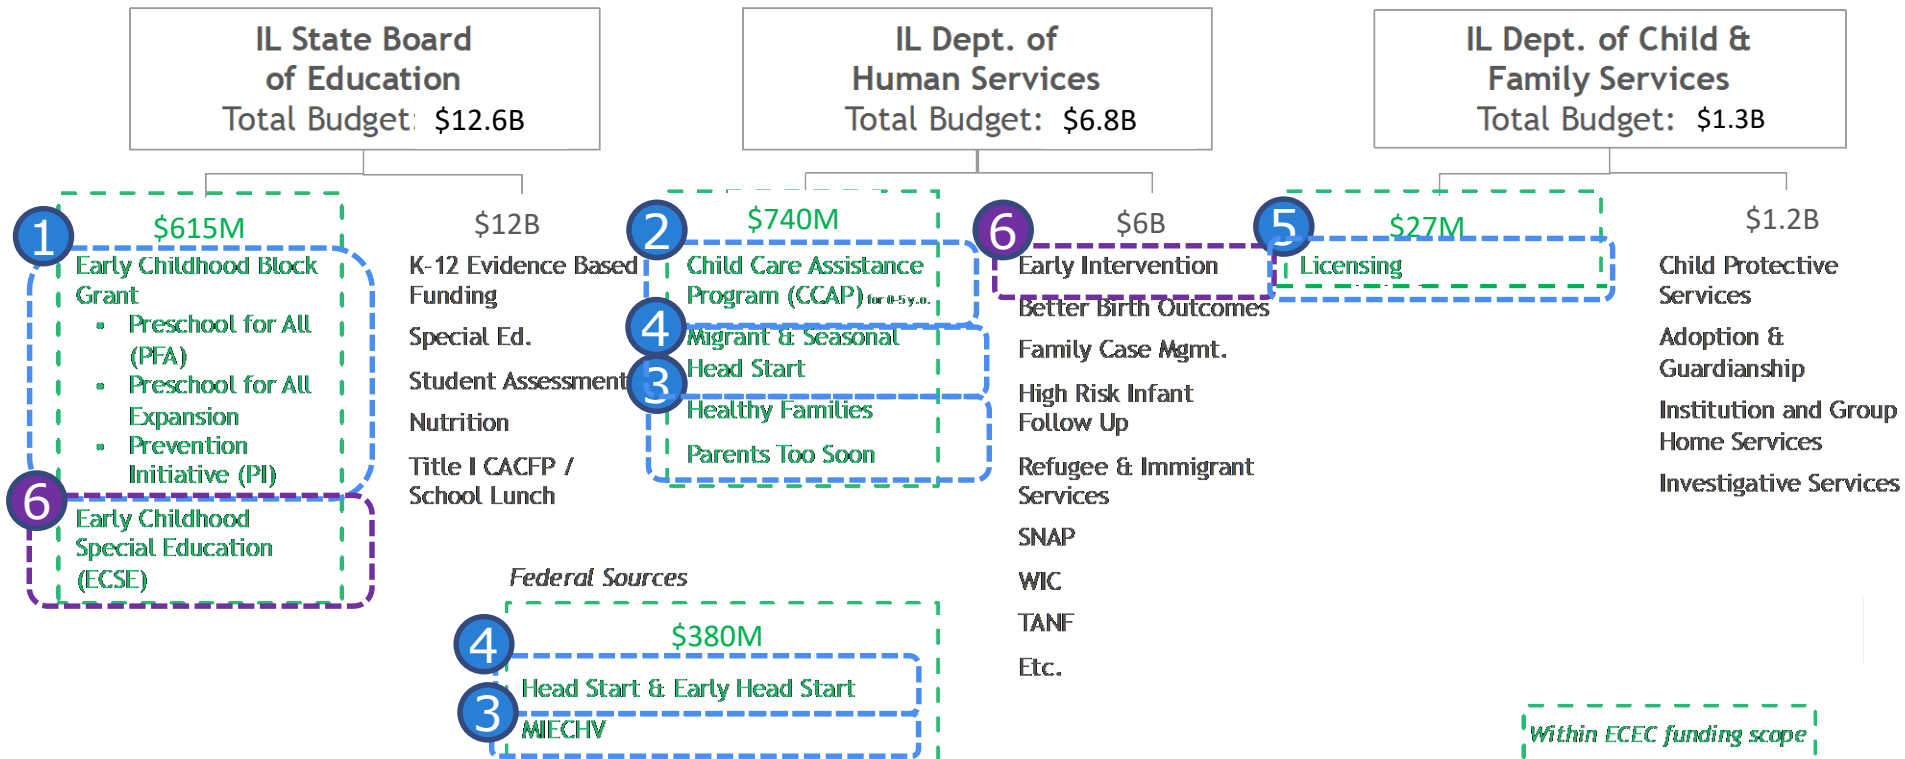 IL State Board
of Education
Total Budget: $12.6B
IL Dept. of
Human Services
Total Budget: $6.8B
IL Dept. of Child &
Family Services
Total Budget: $1.3B
1
$615M
Early Childhood Block
Grant
▪ Preschool for All
(PFA)
▪ Preschool for All
Expansion
▪ Prevention
Initiative (PI)
6
Early Childhood
Special Education
(ECSE)
$12B
K-12 Evidence Based
Funding
Special Ed.
Student Assessment
Nutrition
Title I CACFP /
School Lunch
2
$740M
Child Care Assistance
Program (CCAP) for 0-5 y.o.
4
Migrant & Seasonal
Head Start
3
Healthy Families
Parents Too Soon
6
$6B
Early Intervention
Better Birth Outcomes
Family Case Mgmt.
High Risk Infant
Follow Up
Refugee & Immigrant
Services
SNAP
WIC
TANF
Etc.
5
$27M
Licensing
$1.2B
Child Protective
Services
Adoption &
Guardianship
Institution and Group
Home Services
Investigative Services
Federal Sources
$380M
4
Head Start & Early Head Start
3
MIECHV
Within ECEC funding scope